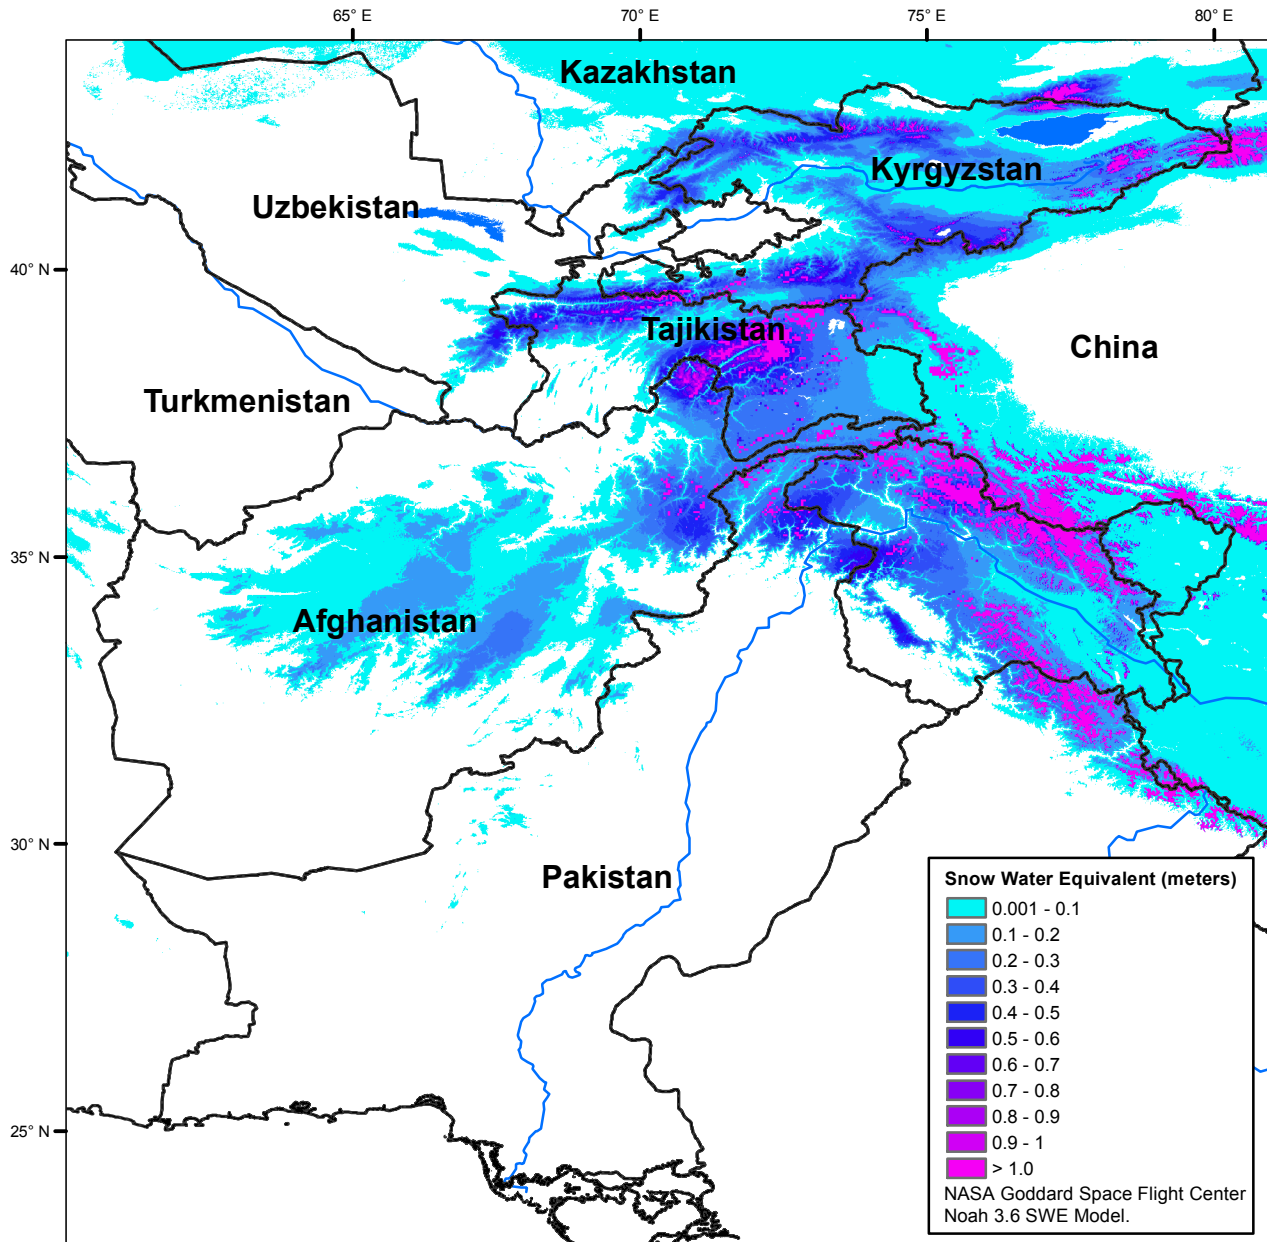 65° E
70° E
75° E
80° E
Kazakhstan
Kyrgyzstan
Uzbekistan
40° N
Tajikistan
China
Turkmenistan
35° N
Afghanistan
30° N
Pakistan
25° N
Snow Water Equivalent (meters)
0.001 - 0.1
0.1 - 0.2
0.2 - 0.3
0.3 - 0.4
0.4 - 0.5
0.5 - 0.6
0.6 - 0.7
0.7 - 0.8
0.8 - 0.9
0.9 - 1
> 1.0
NASA Goddard Space Flight Center
Noah 3.6 SWE Model.